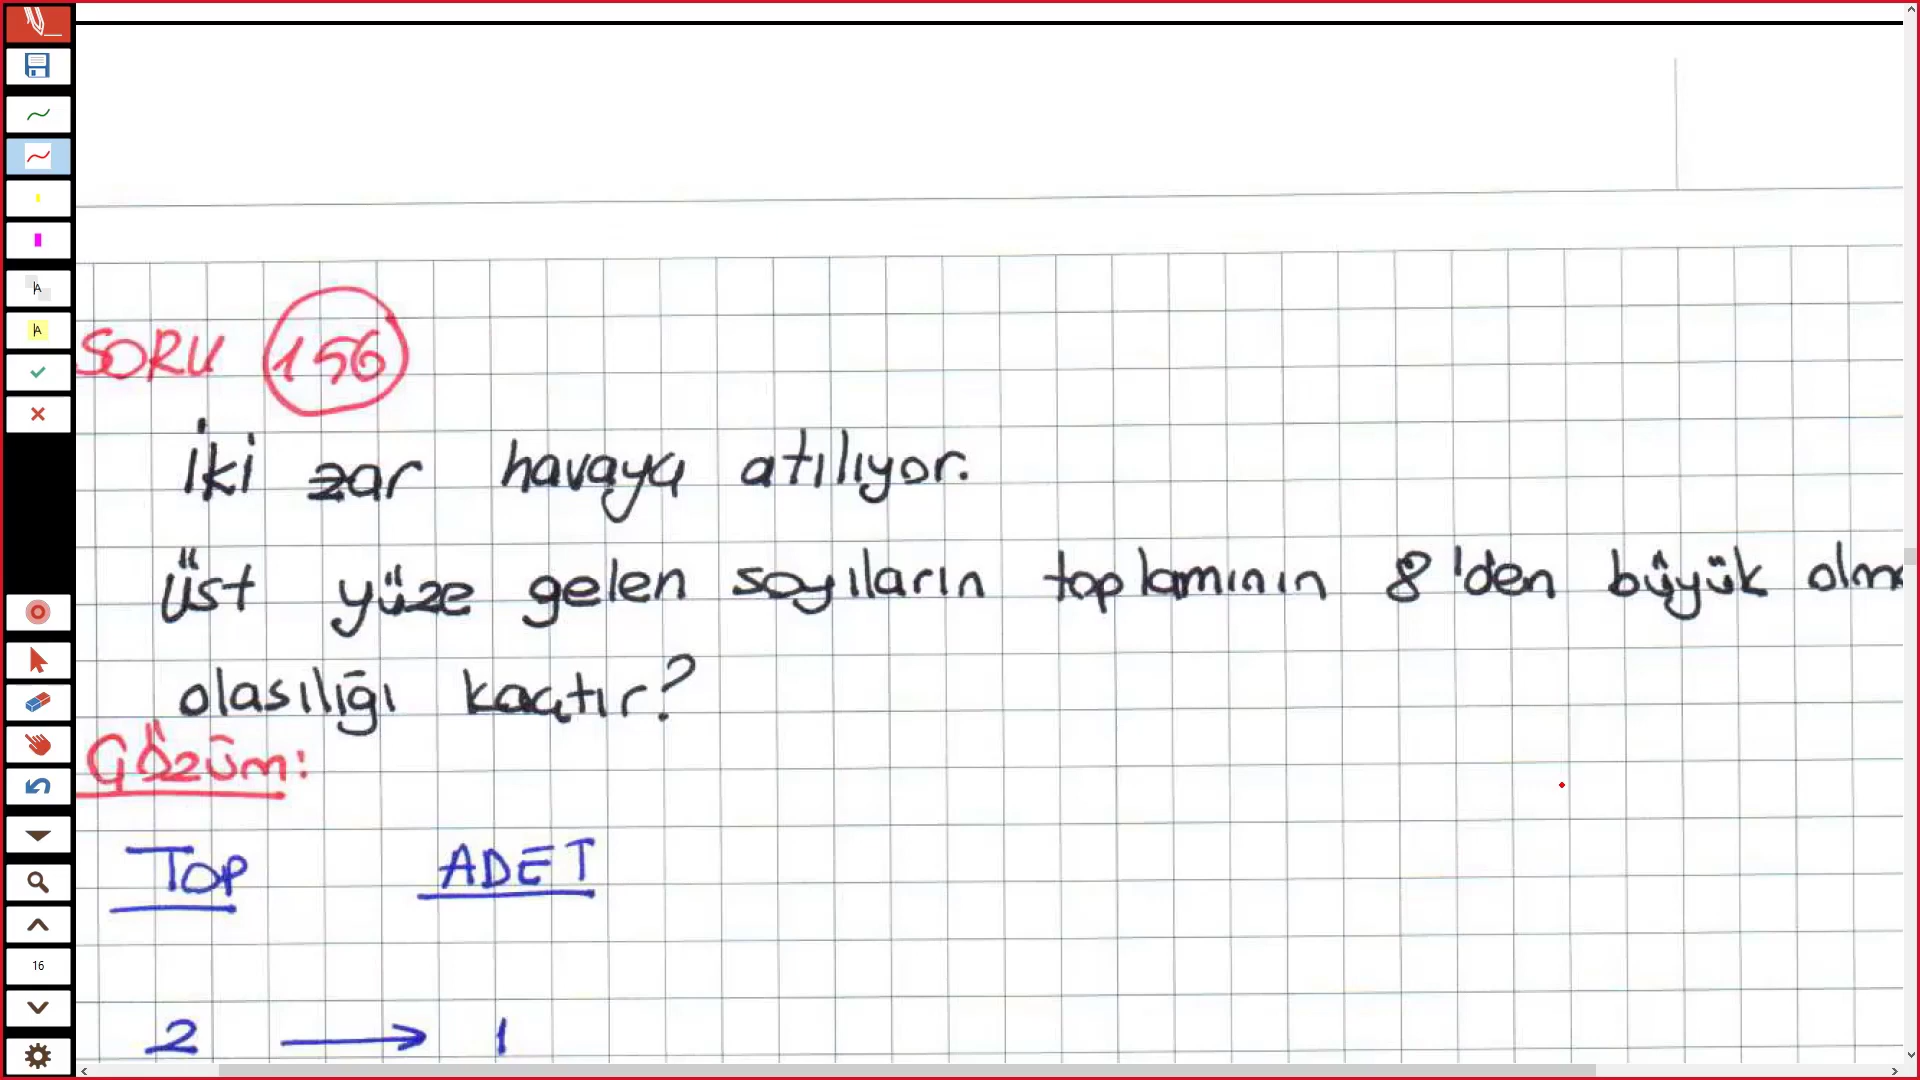 SORU 156
İki zar havaya atılıyor.
Üst yüze gelen sayıların toplamının 8'den büyük olma
olasılığı kaçtır?
Çözüm:
TOP ADET
2 → 1
16